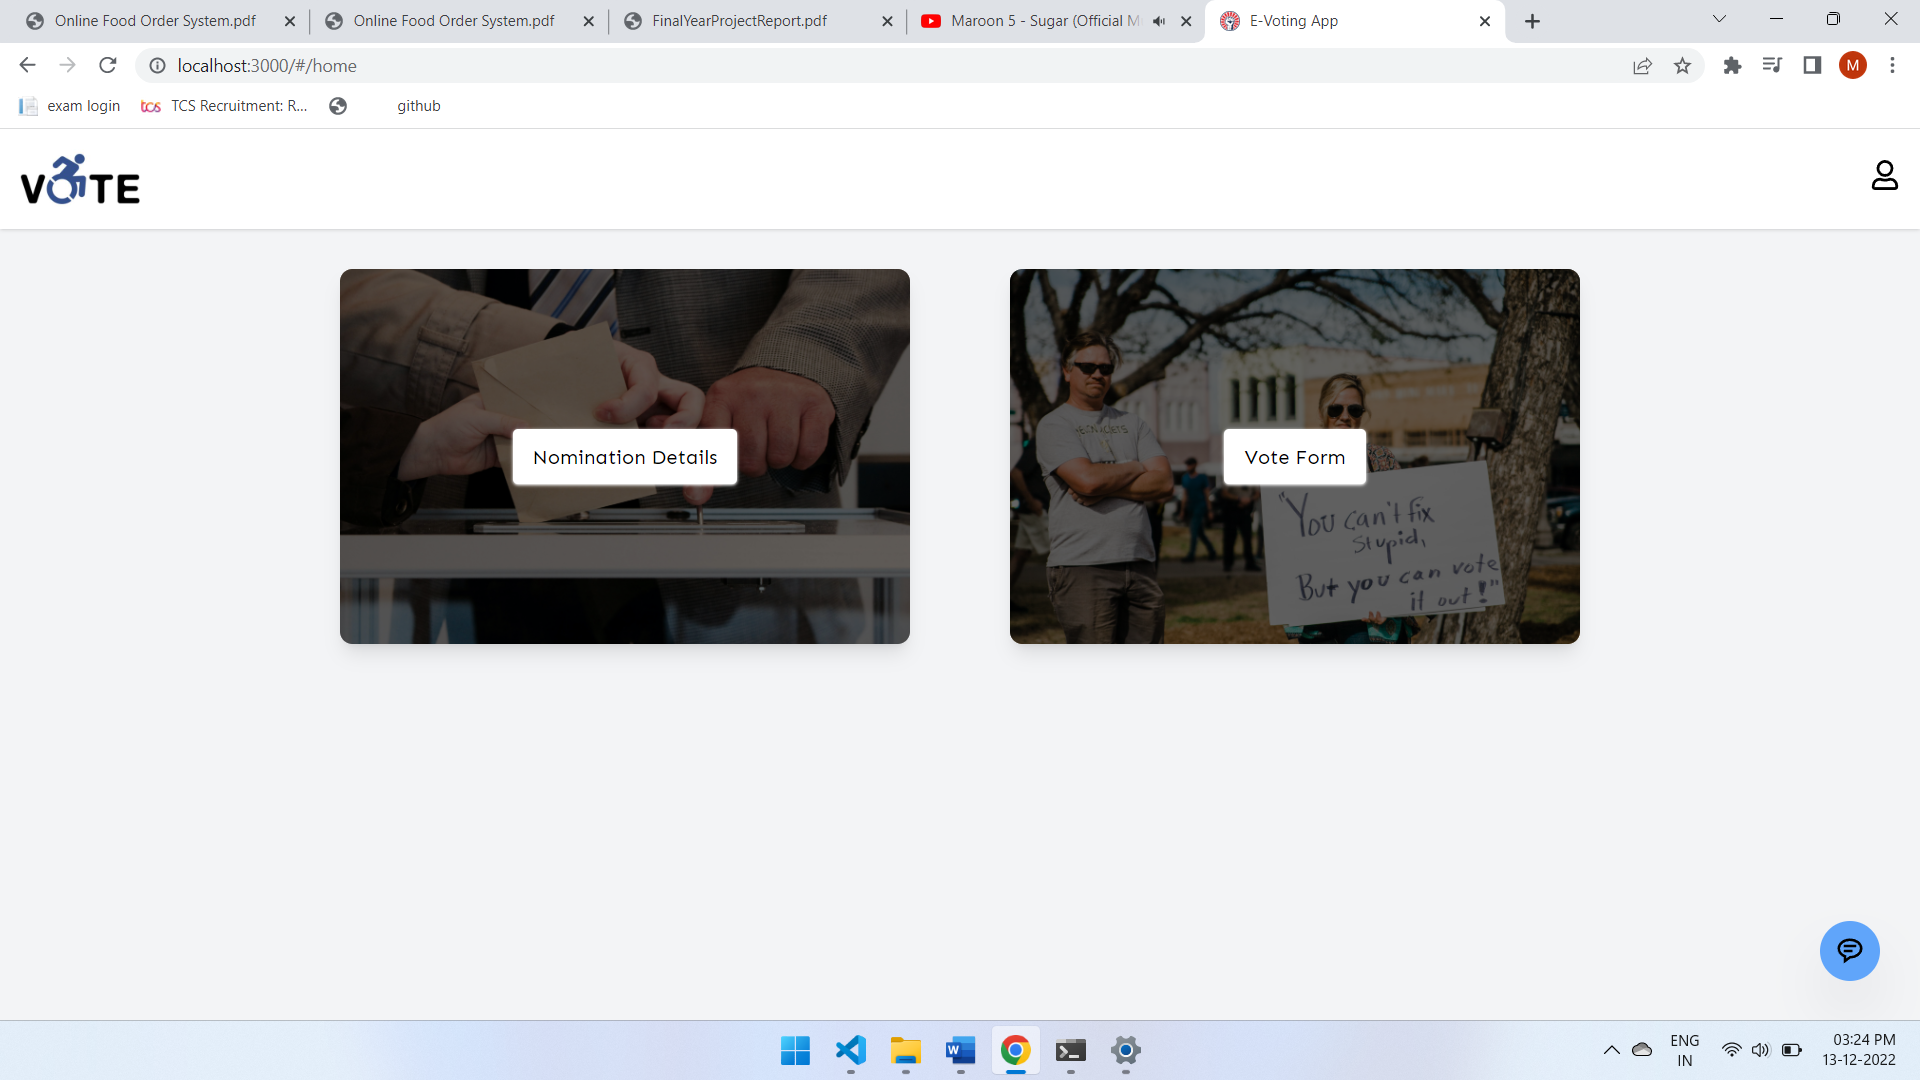 Online Food Order System.pdf
Online Food Order System.pdf
FinalYearProjectReport.pdf
Maroon 5 - Sugar (Official M
E-Voting App
localhost:3000/#/home
M
exam login
tcs
TCS Recruitment: R...
github
VOTE
Nomination Details
Vote Form
"You can't fix
stupid,
But you can vote
it out!"
ENG
IN
03:24 PM
13-12-2022